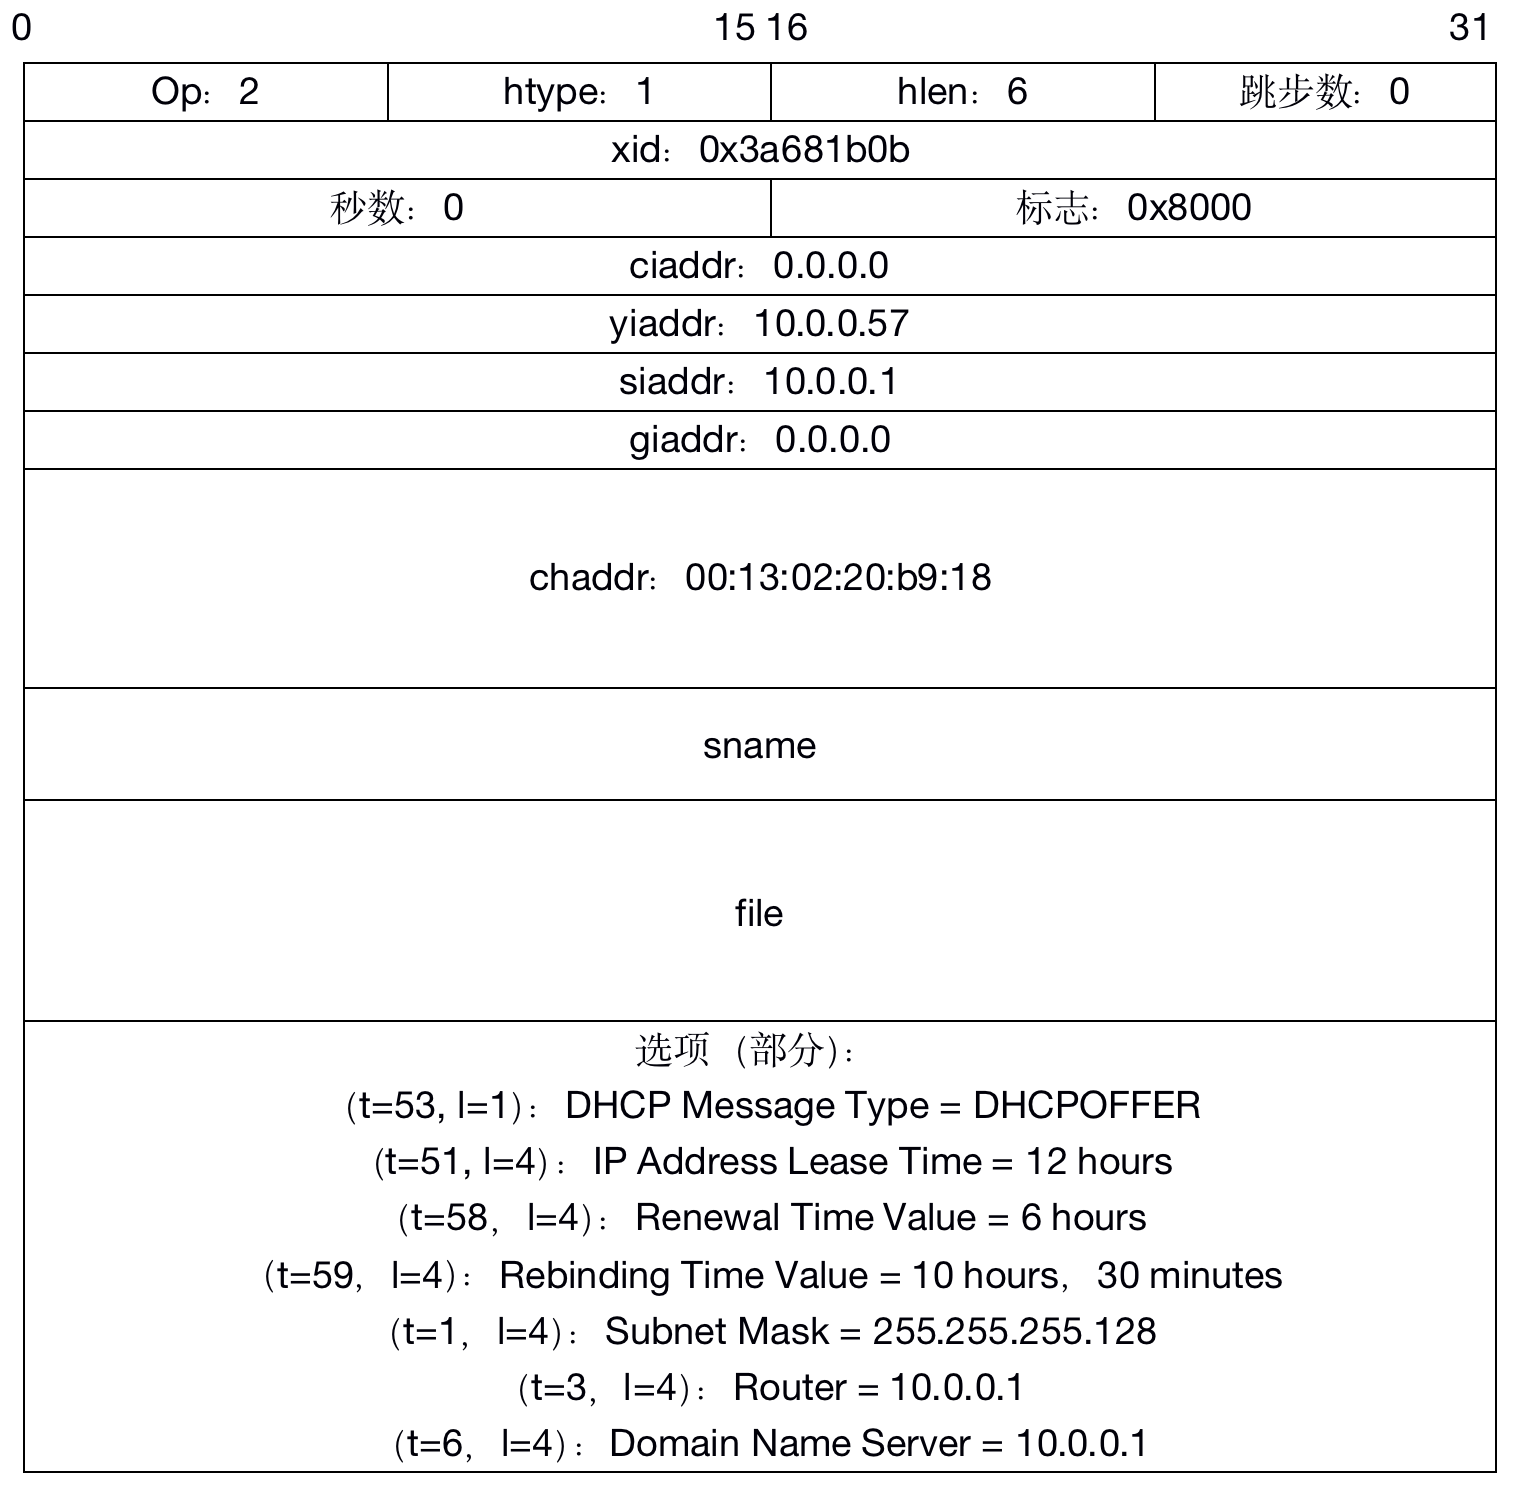 0 15 16 31
Op：2 htype：1 hlen：6 跳步数：0
xid：0x3a681b0b
秒数：0 标志：0x8000
ciaddr：0.0.0.0
yiaddr：10.0.0.57
siaddr：10.0.0.1
giaddr：0.0.0.0
chaddr：00:13:02:20:b9:18
sname
file
选项（部分）：
（t=53, l=1）：DHCP Message Type = DHCPOFFER
（t=51, l=4）：IP Address Lease Time = 12 hours
（t=58，l=4）：Renewal Time Value = 6 hours
（t=59，l=4）：Rebinding Time Value = 10 hours，30 minutes
（t=1，l=4）：Subnet Mask = 255.255.255.128
（t=3，l=4）：Router = 10.0.0.1
（t=6，l=4）：Domain Name Server = 10.0.0.1